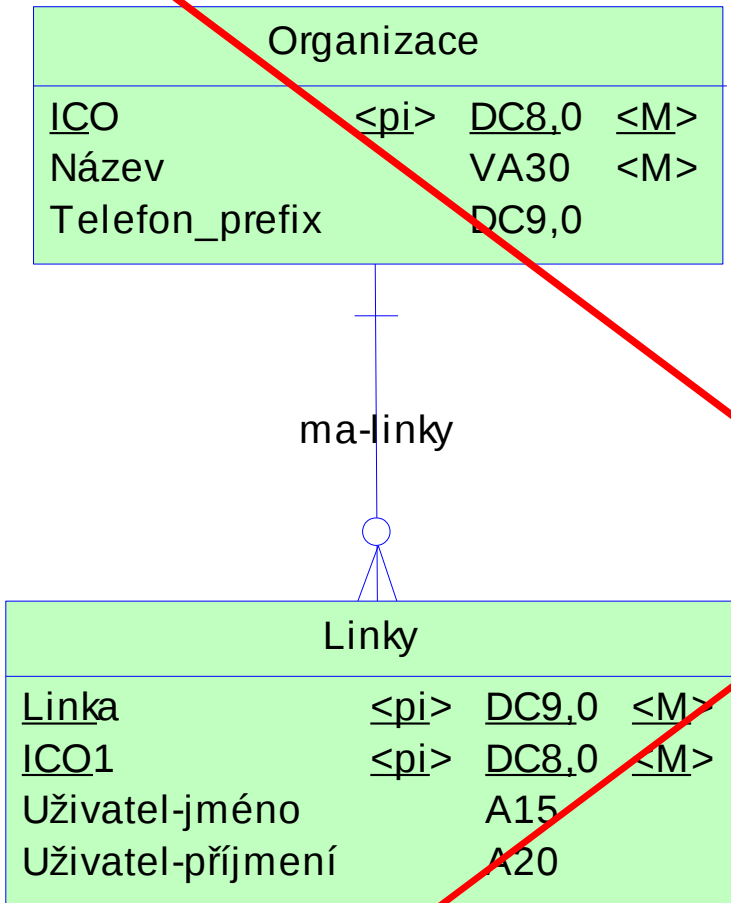 Organizace
ICO <pi> DC8,0 <M>
Název VA30 <M>
Telefon_prefix DC9,0
ma-linky
Linky
Linka <pi> DC9,0 <M>
ICO1 <pi> DC8,0 <M>
Uživatel-jméno A15
Uživatel-příjmení A20